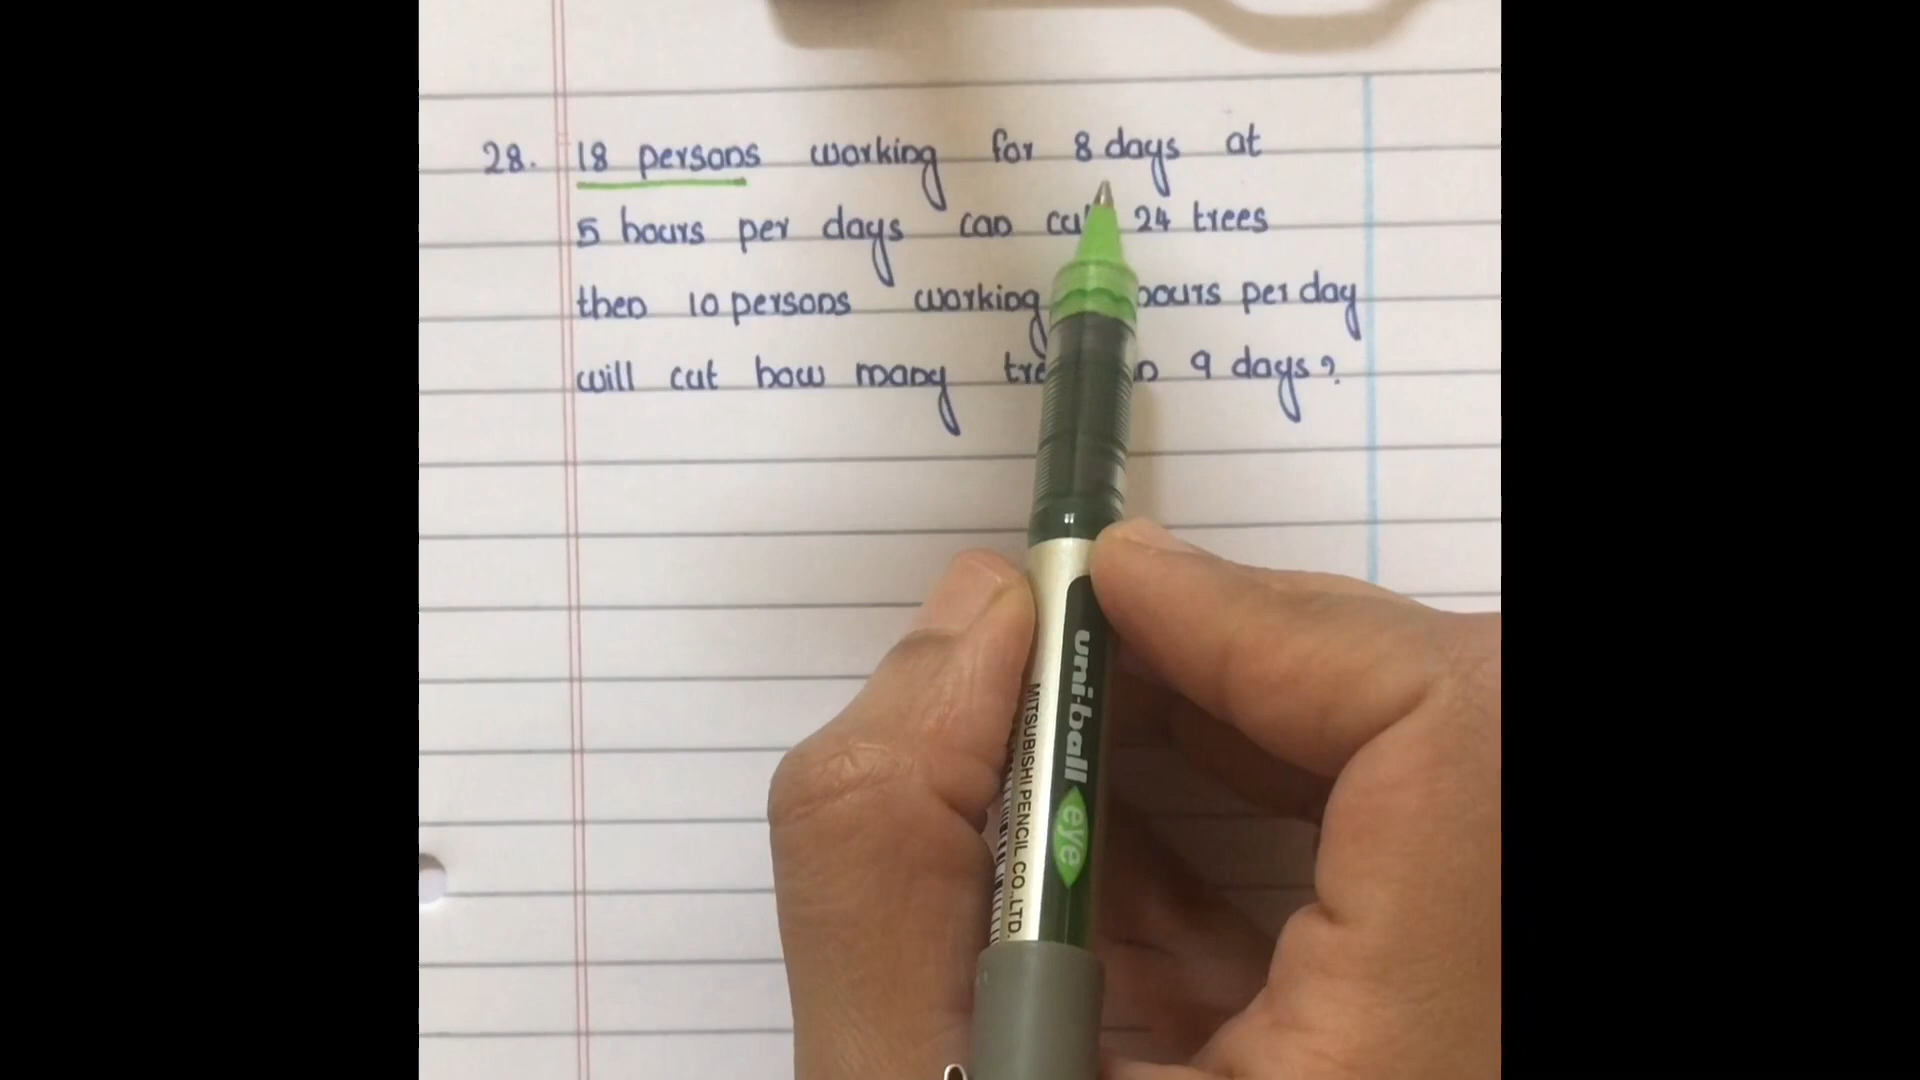 28. 18 persons working for 8 days at
5 hours per days can cut 24 trees
then 10 persons working hours per day
will cut how many 9 days?
uni-ball eye
MITSUBISHI PENCIL CO.,LTD.